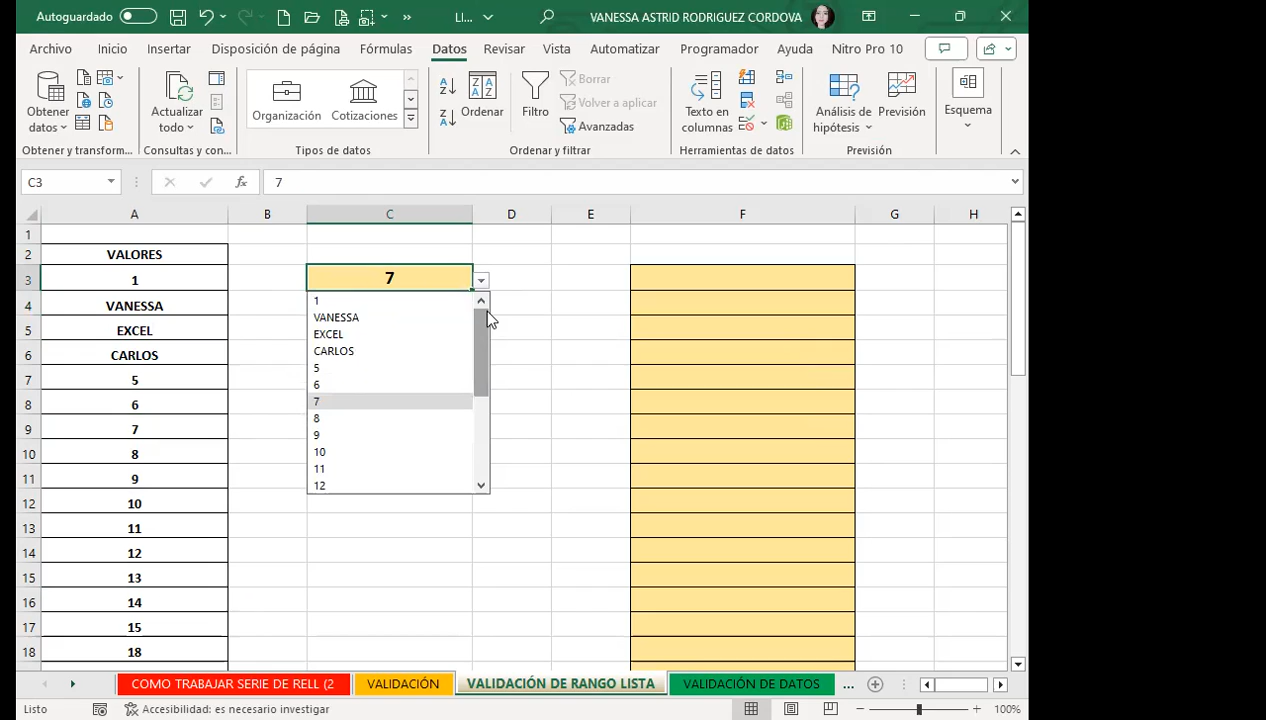 Autoguardado
LI...
VANESSA ASTRID RODRIGUEZ CORDOVA
Archivo Inicio Insertar Disposición de página Fórmulas Datos Revisar Vista Automatizar Programador Ayuda Nitro Pro 10
Obtener datos
Actualizar todo
Organización Cotizaciones
Ordenar
Filtro
Borrar
Volver a aplicar
Avanzadas
Texto en columnas
Análisis de hipótesis
Previsión
Esquema
Obtener y transform... Consultas y con... Tipos de datos Ordenar y filtrar Herramientas de datos Previsión
C3 fx 7
A B C D E F G H
1
2 VALORES
3 1 7
4 VANESSA
5 EXCEL
6 CARLOS
7 5
8 6
9 7
10 8
11 9
12 10
13 11
14 12
15 13
16 14
17 15
18 18
1
VANESSA
EXCEL
CARLOS
5
6
7
8
9
10
11
12
COMO TRABAJAR SERIE DE RELL (2 VALIDACIÓN VALIDACIÓN DE RANGO LISTA VALIDACIÓN DE DATOS ...
Listo Accesibilidad: es necesario investigar 100%